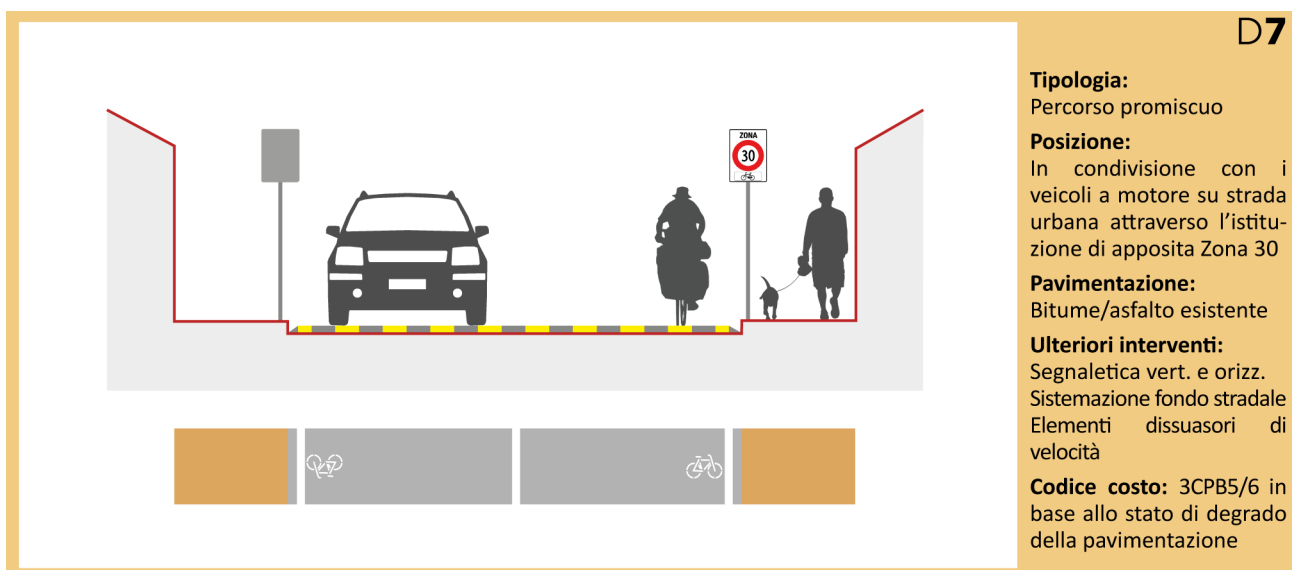 D7
ZONA
30
Tipologia:
Percorso promiscuo
Posizione:
In condivisione con i
veicoli a motore su strada
urbana attraverso l'istitu-
zione di apposita Zona 30
Pavimentazione:
Bitume/asfalto esistente
Ulteriori interventi:
Segnaletica vert. e orizz.
Sistemazione fondo stradale
Elementi dissuasori di
velocità
Codice costo: 3CPB5/6 in
base allo stato di degrado
della pavimentazione